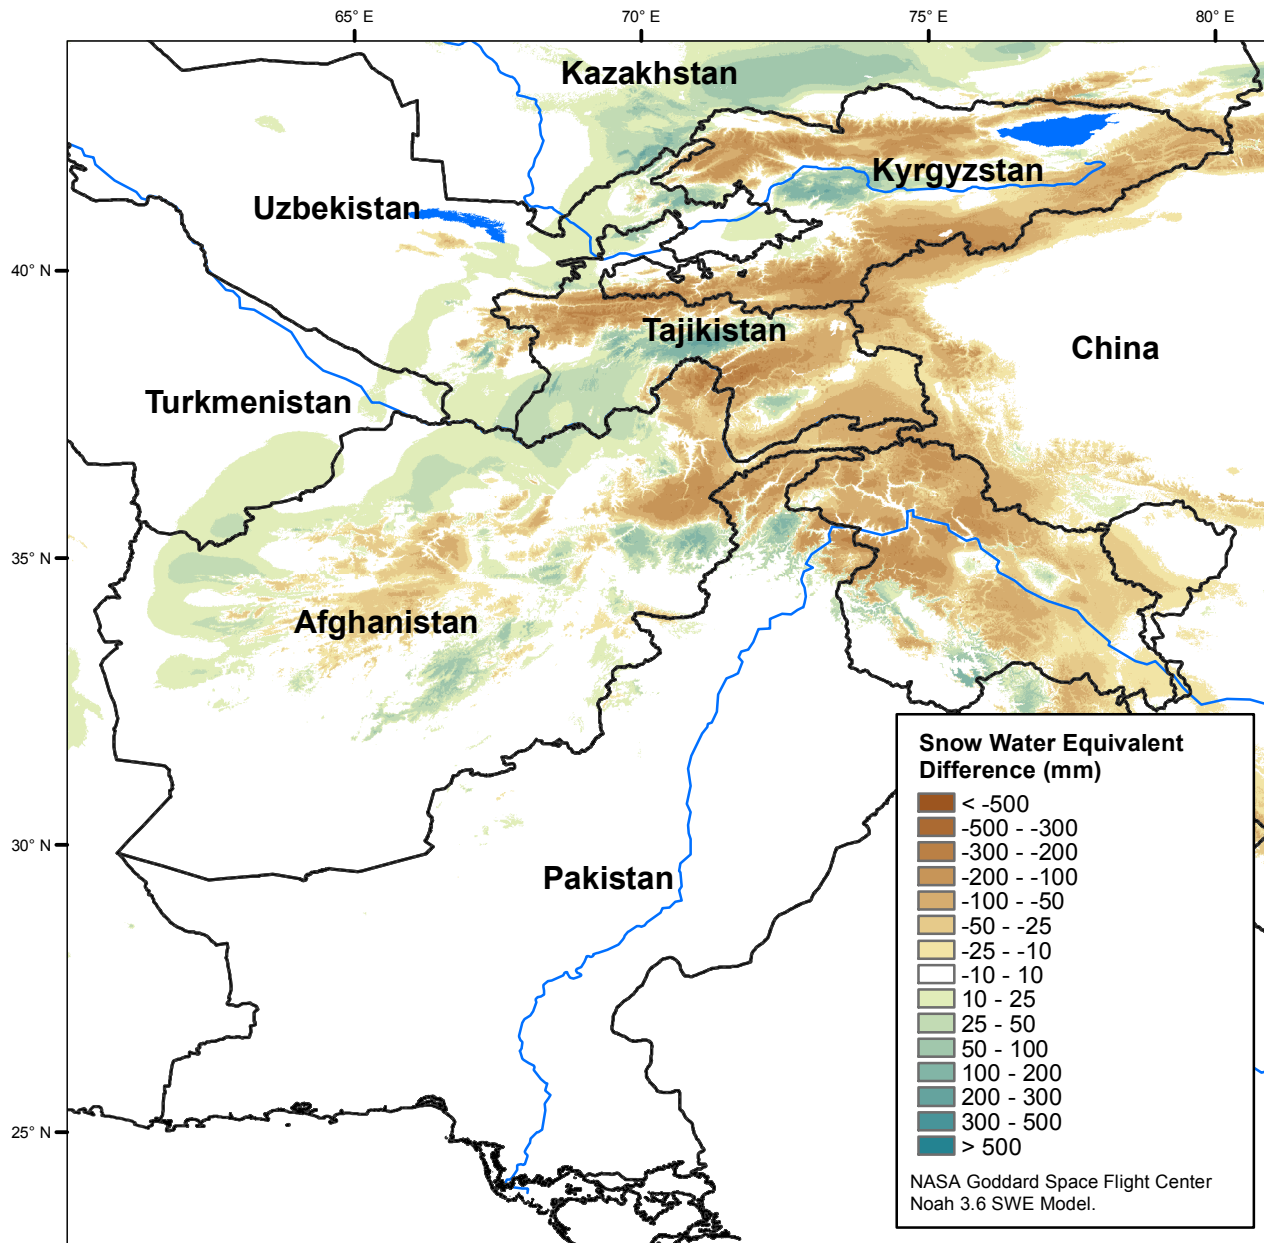 65° E
70° E
75° E
80° E
Kazakhstan
Kyrgyzstan
Uzbekistan
40° N
Tajikistan
China
Turkmenistan
35° N
Afghanistan
30° N
Pakistan
25° N
Snow Water Equivalent
Difference (mm)
< -500
-500 - -300
-300 - -200
-200 - -100
-100 - -50
-50 - -25
-25 - -10
-10 - 10
10 - 25
25 - 50
50 - 100
100 - 200
200 - 300
300 - 500
> 500
NASA Goddard Space Flight Center
Noah 3.6 SWE Model.